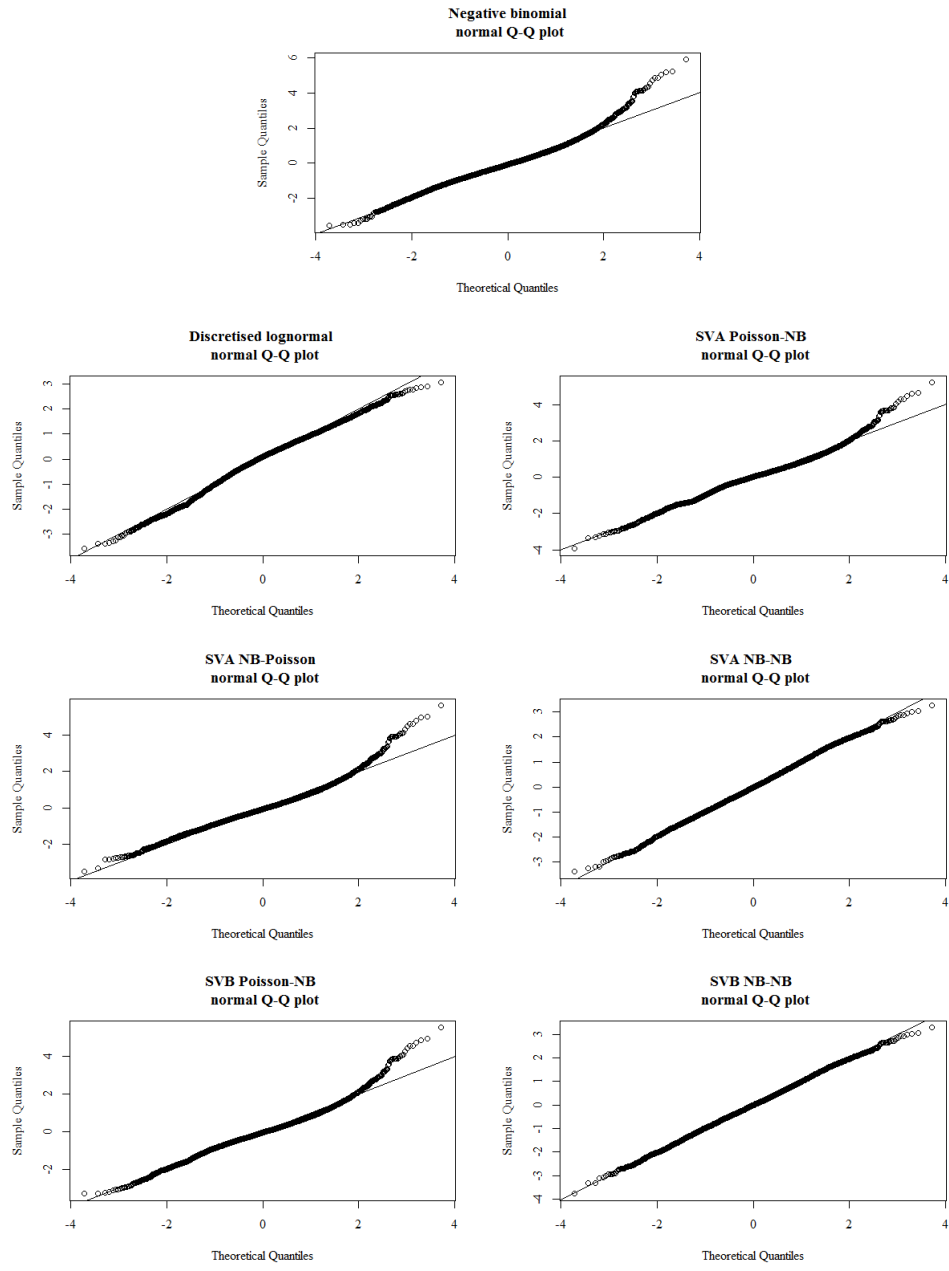 Negative binomial
normal Q-Q plot
Sample Quantiles
6
4
2
0
-2
-4
-2
0
2
4
Theoretical Quantiles
Discretised lognormal
normal Q-Q plot
Sample Quantiles
3
2
1
0
-1
-2
-3
-4
-2
0
2
4
Theoretical Quantiles
SVA Poisson-NB
normal Q-Q plot
Sample Quantiles
4
2
0
-2
-4
-4
-2
0
2
4
Theoretical Quantiles
SVA NB-Poisson
normal Q-Q plot
Sample Quantiles
4
2
0
-2
-4
-2
0
2
4
Theoretical Quantiles
SVA NB-NB
normal Q-Q plot
Sample Quantiles
3
2
1
0
-1
-2
-3
-4
-2
0
2
4
Theoretical Quantiles
SVB Poisson-NB
normal Q-Q plot
Sample Quantiles
4
2
0
-2
-4
-2
0
2
4
Theoretical Quantiles
SVB NB-NB
normal Q-Q plot
Sample Quantiles
3
2
1
0
-1
-2
-3
-4
-4
-2
0
2
4
Theoretical Quantiles